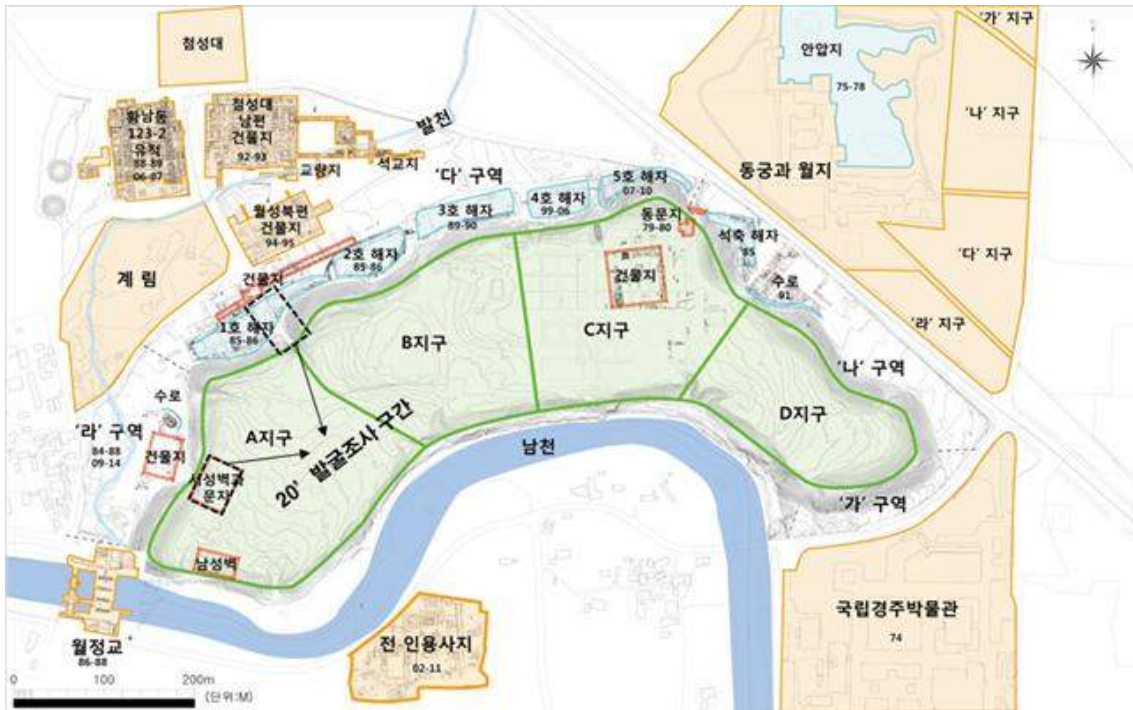 첨성대
황남동
123-2
유적
88-89
06-07
첨성대
남편
건물지
92-93
교량지
석교지
발천
월성북편
건물지
94-95
계 림
'다' 구역
5호 해자
07-10
4호 해자
99-06
3호 해자
89-90
2호 해자
85-86
건물지
1호 해자
85-86
동문지
79-80
석축 해자
85
수로
91
건물지
안압지
75-78
동궁과 월지
'가' 지구
'나' 지구
'다' 지구
'라' 지구
'나' 구역
'가' 구역
A지구
B지구
C지구
D지구
20' 발굴조사 구간
수로
'라' 구역
84-88
09-14
건물지
서성벽과
문지
남성벽
남천
월정교
86-88
전 인용사지
02-11
국립경주박물관
74
0 100 200m
(단위:M)